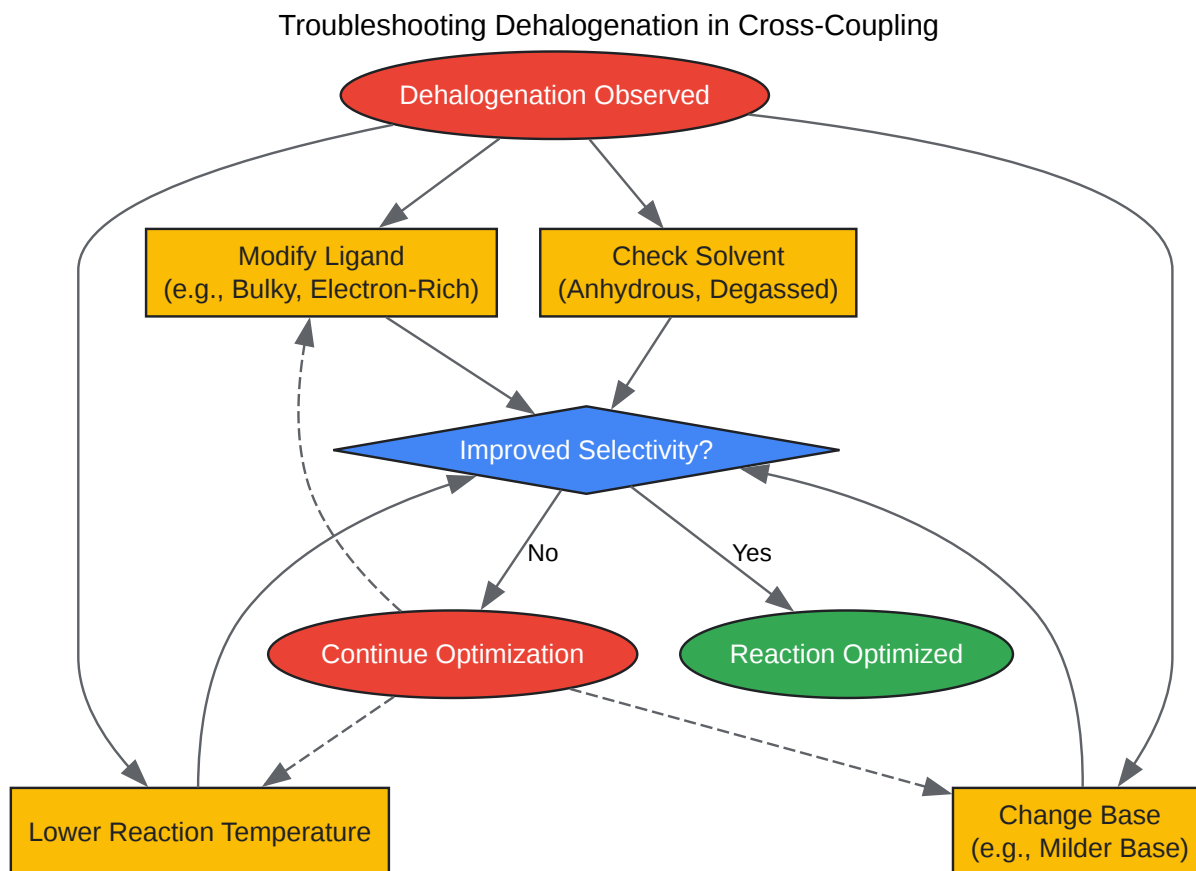 Troubleshooting Dehalogenation in Cross-Coupling
Dehalogenation Observed
Modify Ligand
(e.g., Bulky, Electron-Rich)
Check Solvent
(Anhydrous, Degassed)
Improved Selectivity?
No
Yes
Continue Optimization
Reaction Optimized
Lower Reaction Temperature
Change Base
(e.g., Milder Base)